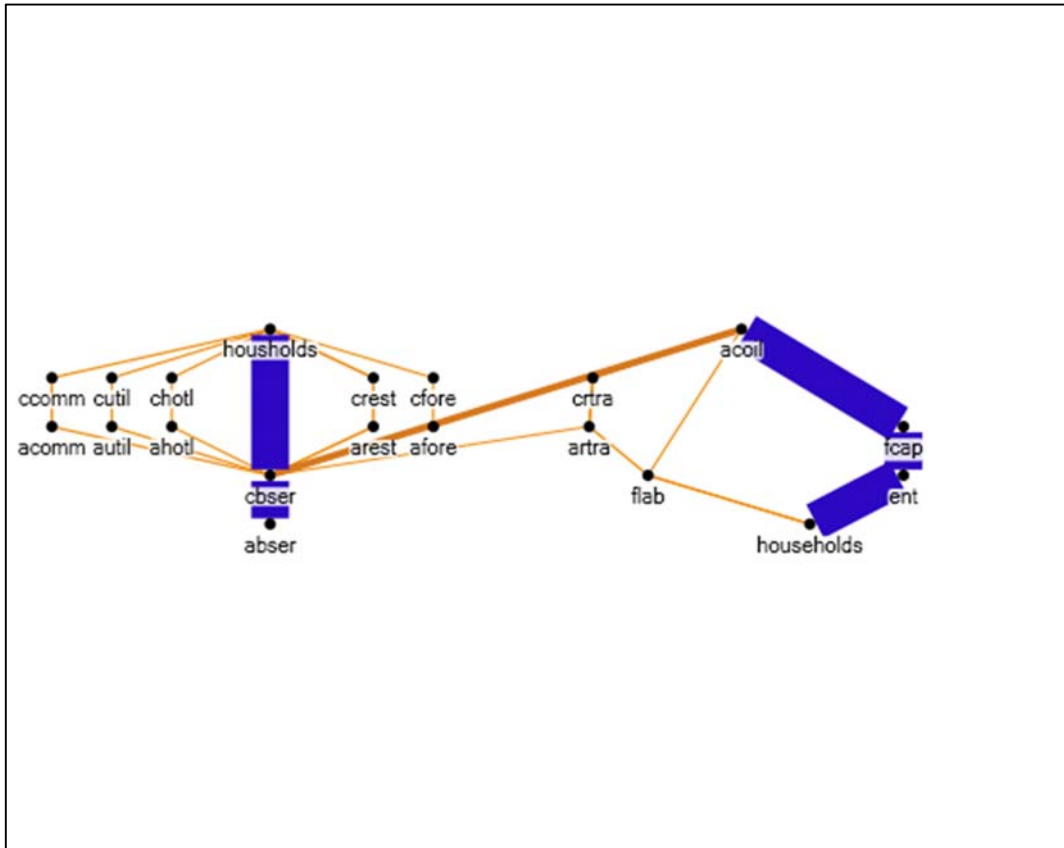 housholds
acoil
ccomm cutil chotl crest cfore crtra
acomm autil ahotl arest afore artra fcap
cbser flab ent
abser households